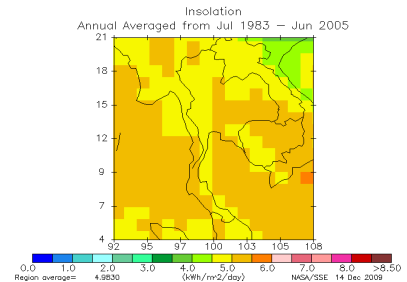 Insolation
Annual Averaged from Jul 1983 – Jun 2005
21
18
15
12
9
7
4
92 95 97 100 103 105 108
0.0 1.0 2.0 3.0 4.0 5.0 6.0 7.0 8.0 >8.50
Region average= 4.9830 (kWh/m^2/day) NASA/SSE 14 Dec 2009